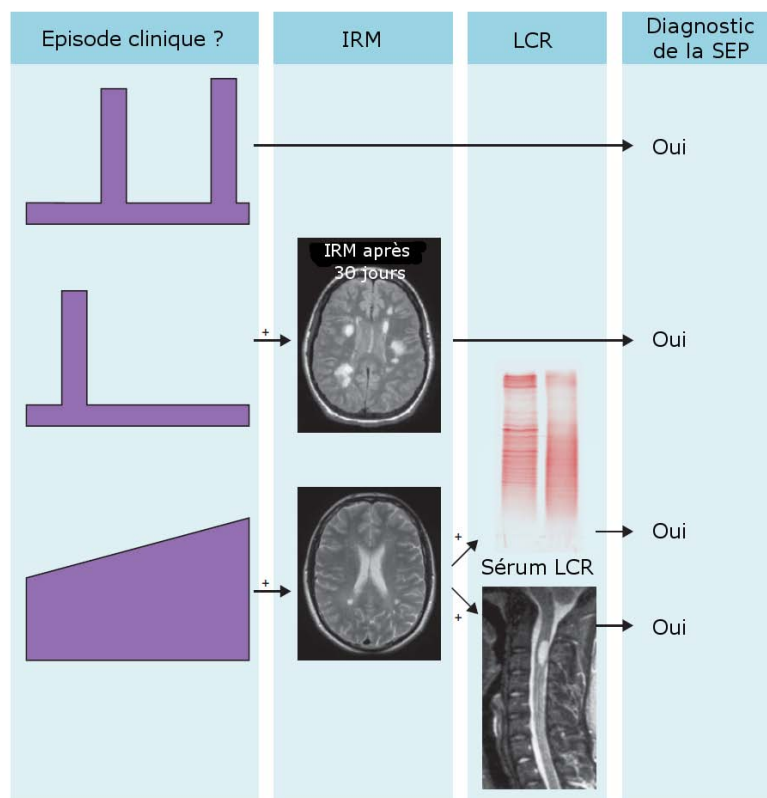 Episode clinique ?
IRM
LCR
Diagnostic
de la SEP
Oui
IRM après
30 jours
+
Oui
+
+
Oui
Sérum LCR
+
Oui